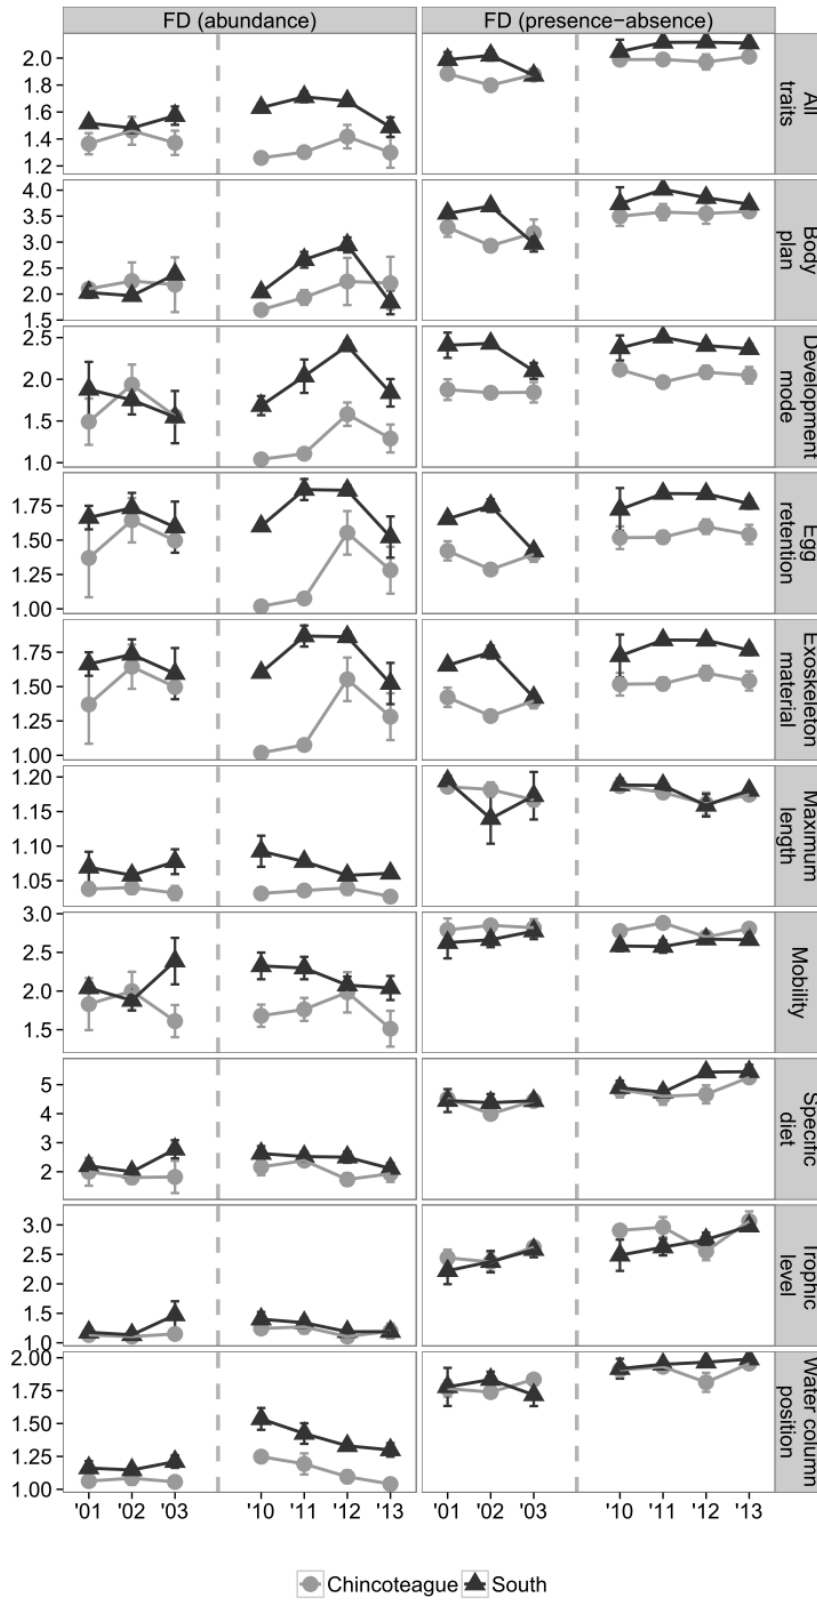 FD (abundance) FD (presence−absence)
2.0
1.8
1.6
1.4
1.2
All
traits
4.0
3.5
3.0
2.5
2.0
1.5
Body
plan
2.5
2.0
1.5
1.0
Development
mode
1.75
1.50
1.25
1.00
Egg
retention
1.75
1.50
1.25
1.00
Exoskeleton
material
1.20
1.15
1.10
1.05
Maximum
length
3.0
2.5
2.0
1.5
Mobility
5
4
3
2
Specific
diet
3.0
2.5
2.0
1.5
1.0
Trophic
level
2.00
1.75
1.50
1.25
1.00
Water column
position
'01 '02 '03 '10 '11 '12 '13 '01 '02 '03 '10 '11 '12 '13
Chincoteague South